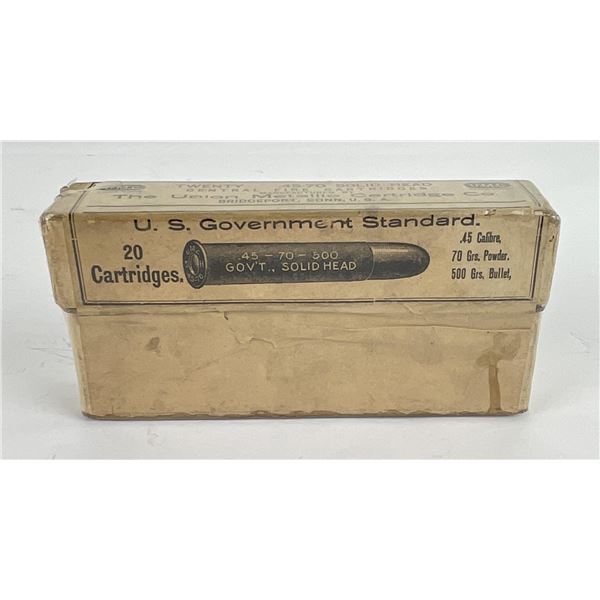 TWENTY .45-70 SOLID HEAD
CENTRAL FIRE CARTRIDGES
The Union Metallic Cartridge Co
BRIDGEPORT, CONN., U. S. A.
U. S. Government Standard.
20
Cartridges.
.45-70-500
GOV'T., SOLID HEAD
.45 Calibre,
70 Grs. Powder.
500 Grs. Bullet,